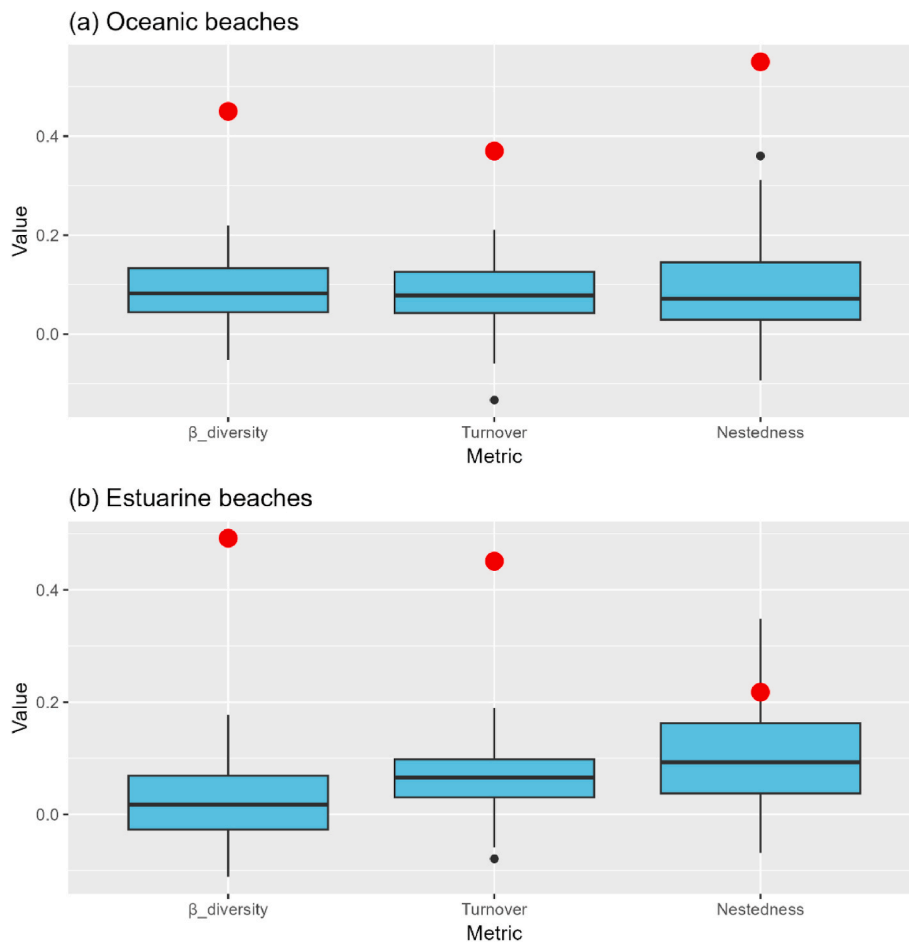 (a) Oceanic beaches
0.4
0.2
0.0
Value
β_diversity Turnover Nestedness
Metric
(b) Estuarine beaches
0.4
0.2
0.0
Value
β_diversity Turnover Nestedness
Metric